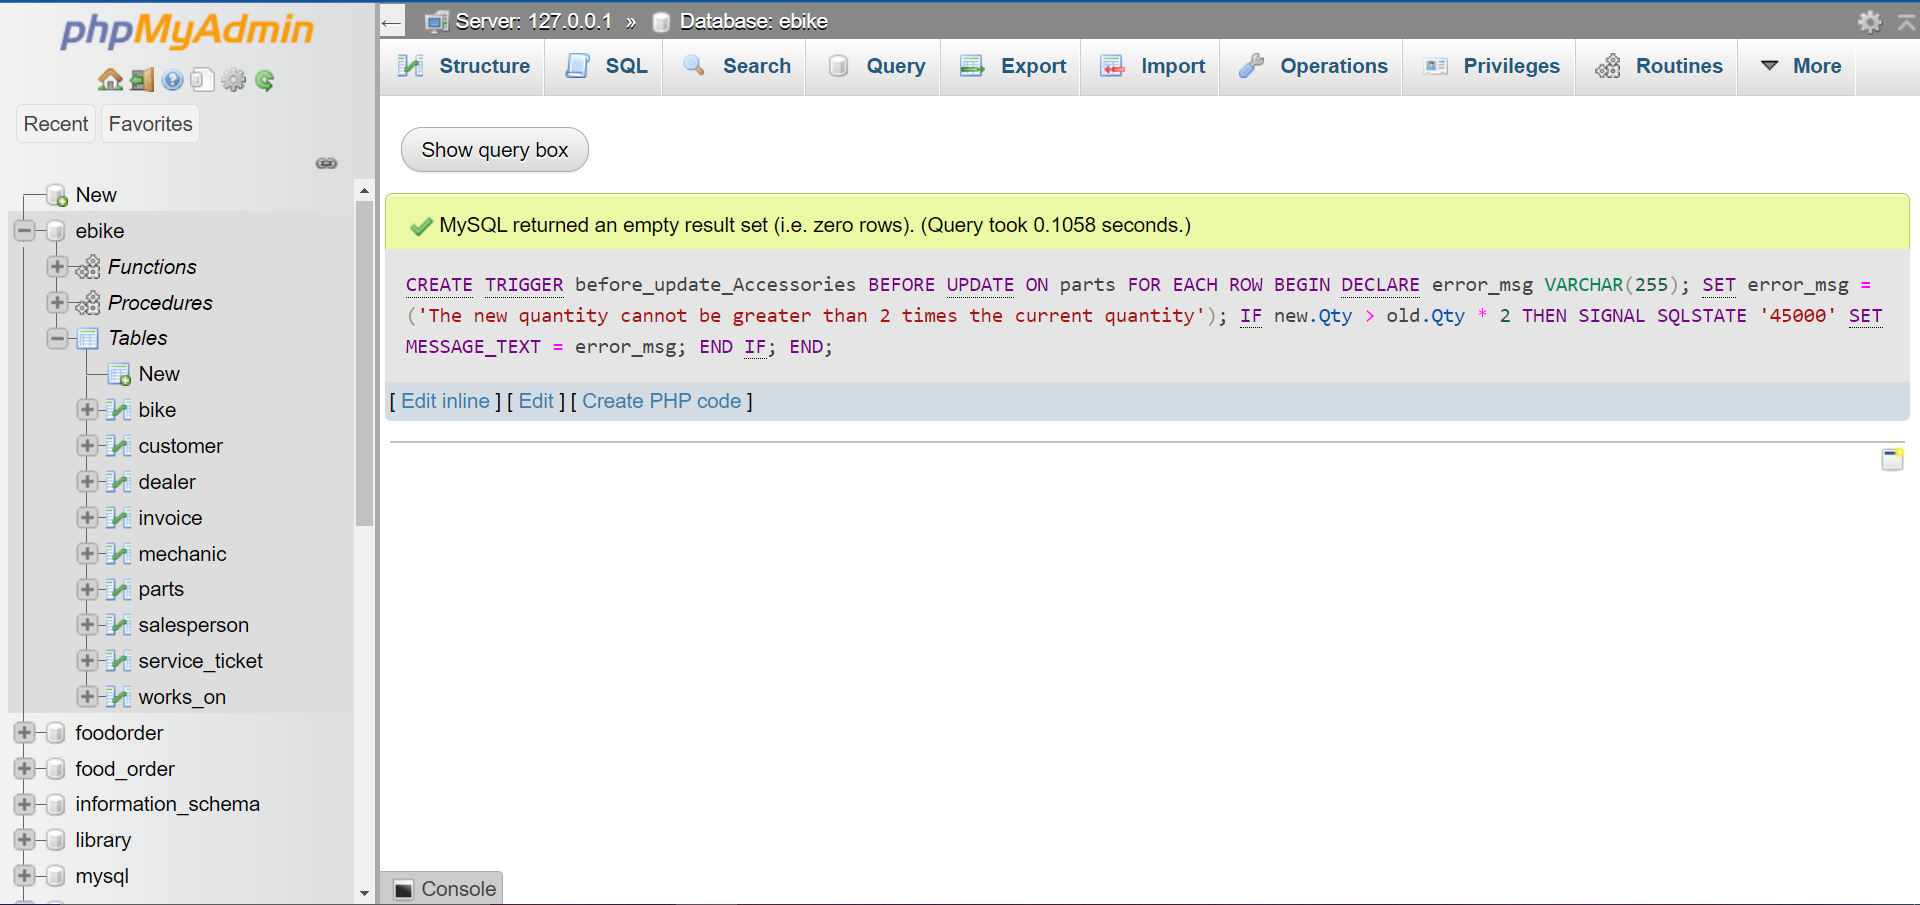 phpMyAdmin
Recent
Favorites
New
ebike
Functions
Procedures
Tables
New
bike
customer
dealer
invoice
mechanic
parts
salesperson
service_ticket
works_on
foodorder
food_order
information_schema
library
mysql
Server: 127.0.0.1 » Database: ebike
Structure
SQL
Search
Query
Export
Import
Operations
Privileges
Routines
More
Show query box
MySQL returned an empty result set (i.e. zero rows). (Query took 0.1058 seconds.)
CREATE TRIGGER before_update_Accessories BEFORE UPDATE ON parts FOR EACH ROW BEGIN DECLARE error_msg VARCHAR(255); SET error_msg =
('The new quantity cannot be greater than 2 times the current quantity'); IF new.Qty > old.Qty * 2 THEN SIGNAL SQLSTATE '45000' SET
MESSAGE_TEXT = error_msg; END IF; END;
[ Edit inline ] [ Edit ] [ Create PHP code ]
Console